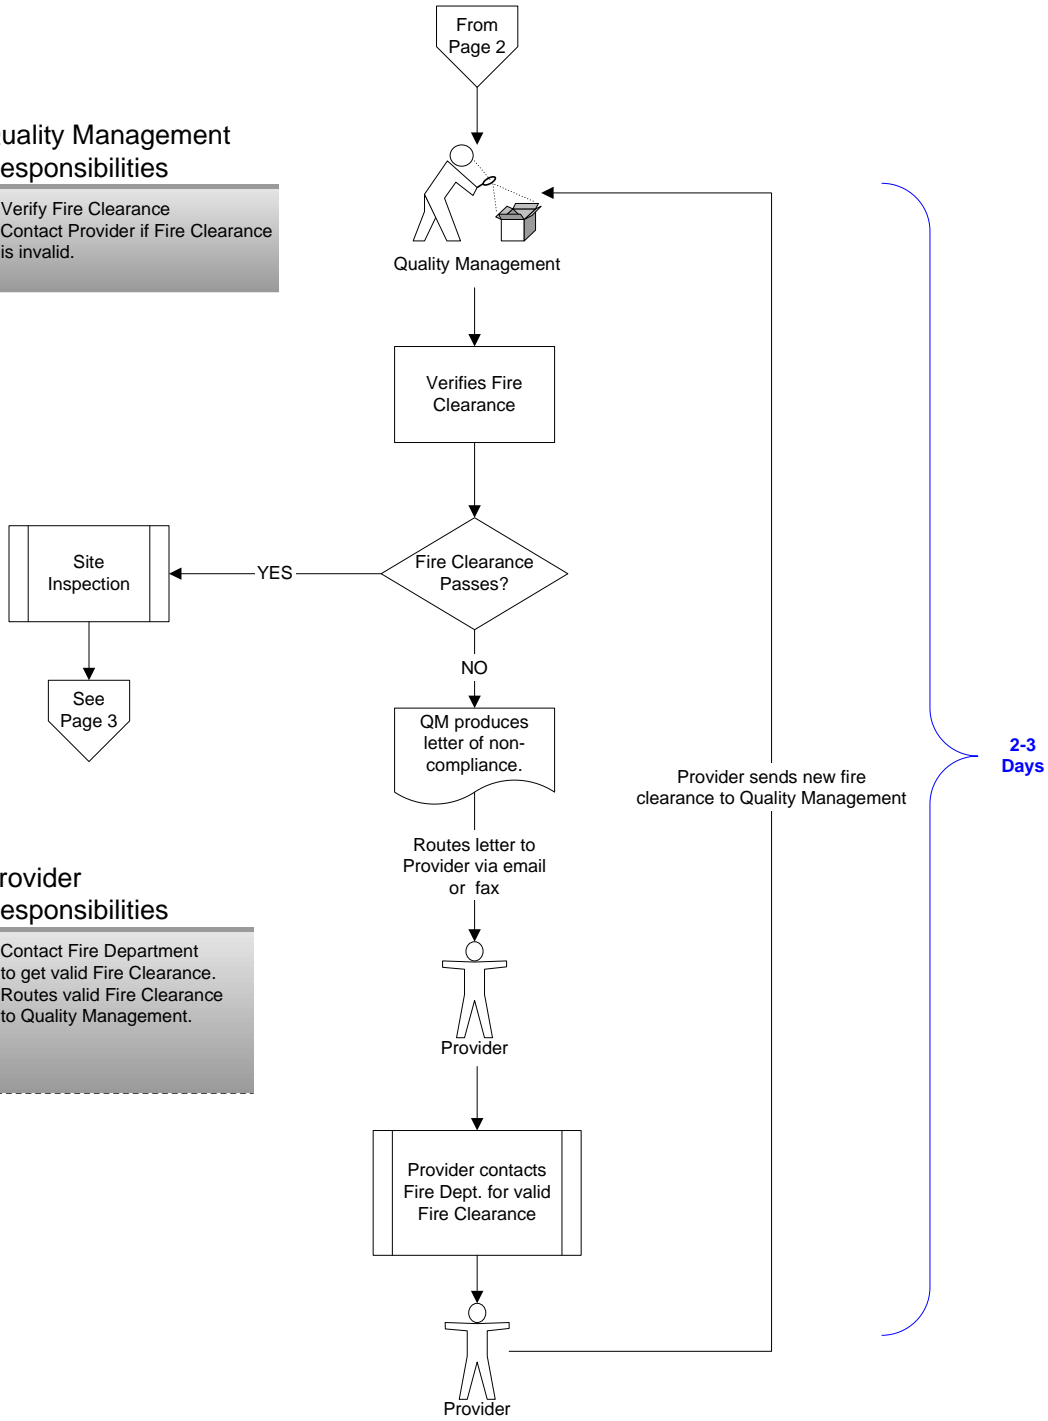 From
Page 2
uality Management
esponsibilities
Verify Fire Clearance
Contact Provider if Fire Clearance
is invalid.
Quality Management
Verifies Fire
Clearance
Fire Clearance
Passes?
YES
Site
Inspection
NO
See
Page 3
QM produces
letter of non-
compliance.
2-3
Days
Provider sends new fire
clearance to Quality Management
Routes letter to
Provider via email
or fax
rovider
esponsibilities
Contact Fire Department
to get valid Fire Clearance.
Routes valid Fire Clearance
to Quality Management.
Provider
Provider contacts
Fire Dept. for valid
Fire Clearance
Provider